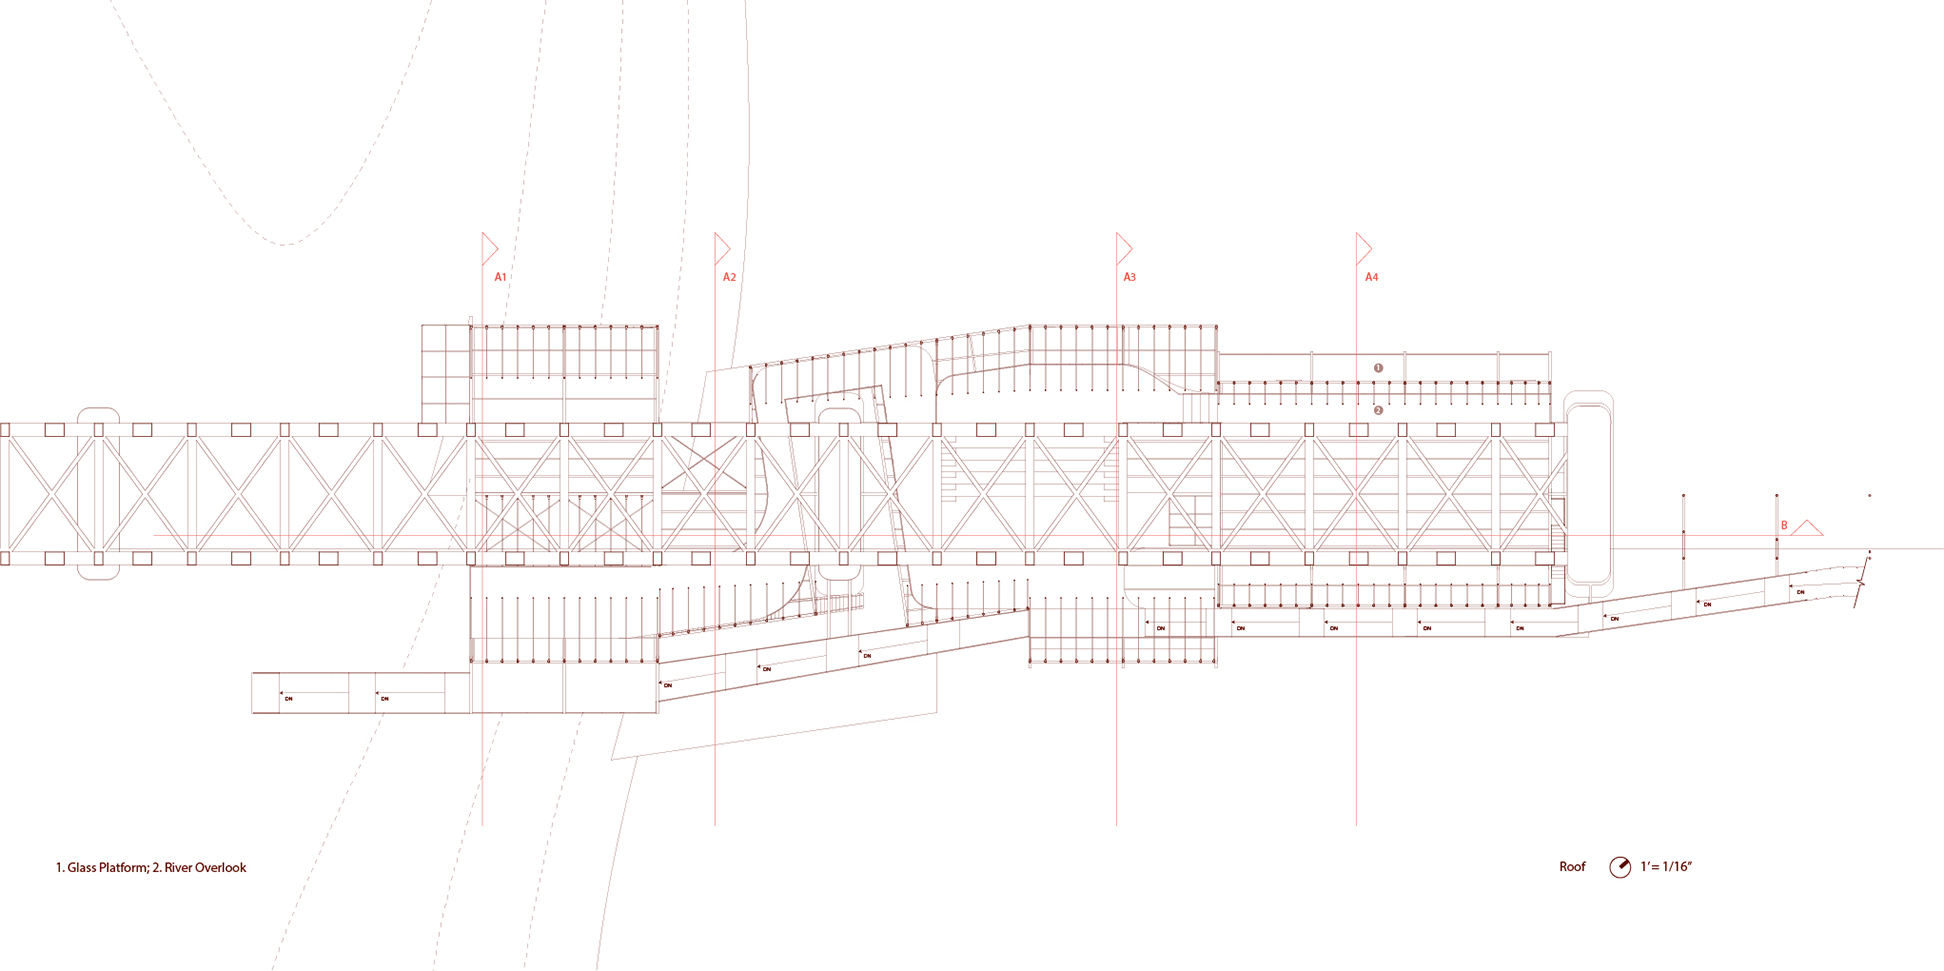 A1
A2
A3
A4
1
2
B
DN
DN
DN
DN
DN
DN
DN
DN
DN
DN
DN
DN
DN
1. Glass Platform; 2. River Overlook
Roof 1’= 1/16”